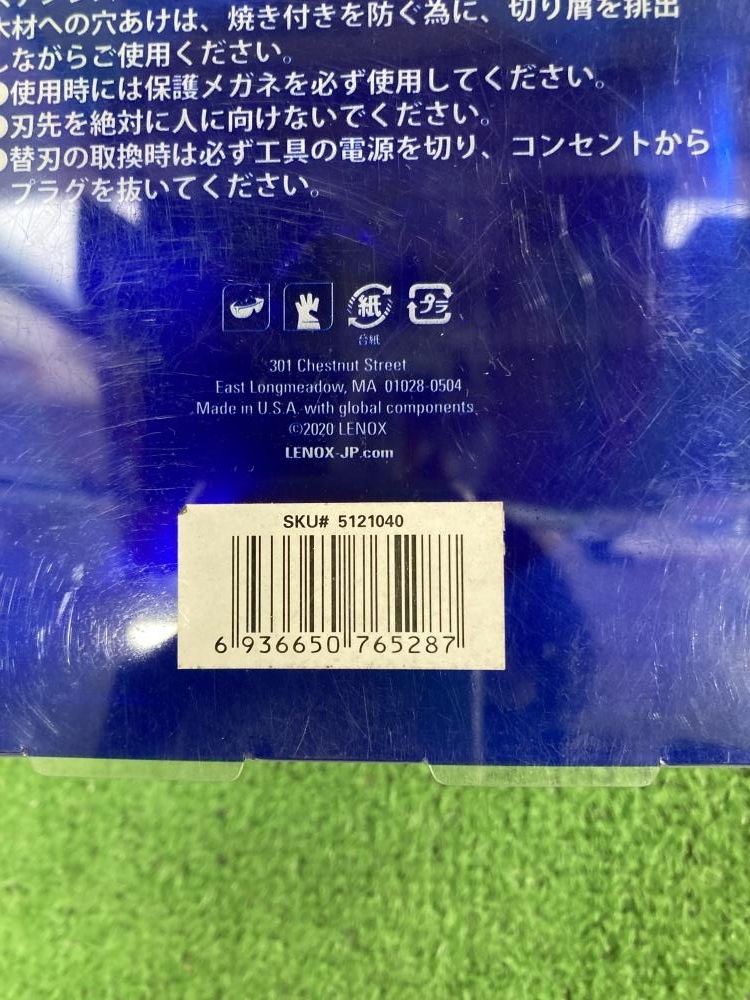 木材への穴あけは、焼き付きを防ぐ為に、切り屑を排出
しながらご使用ください。
●使用時には保護メガネを必ず使用してください。
●刃先を絶対に人に向けないでください。
●替刃の取換時は必ず工具の電源を切り、コンセントから
プラグを抜いてください。
紙 プラ
台紙
301 Chestnut Street
East Longmeadow, MA 01028-0504
Made in U.S.A. with global components
©2020 LENOX
LENOX-JP.com
SKU# 5121040
6 936650 765287